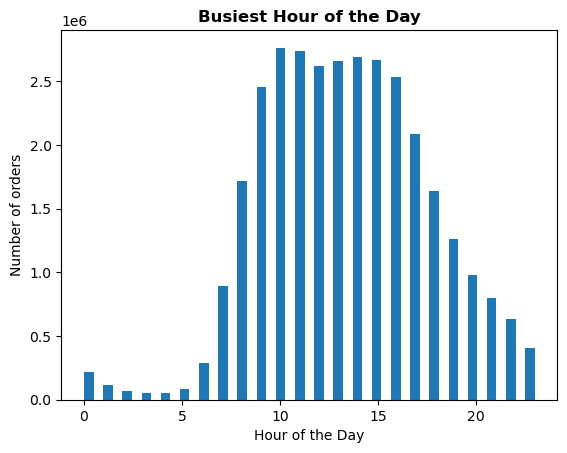 Busiest Hour of the Day
1e6
2.5
2.0
1.5
1.0
0.5
0.0
Number of orders
0 5 10 15 20
Hour of the Day